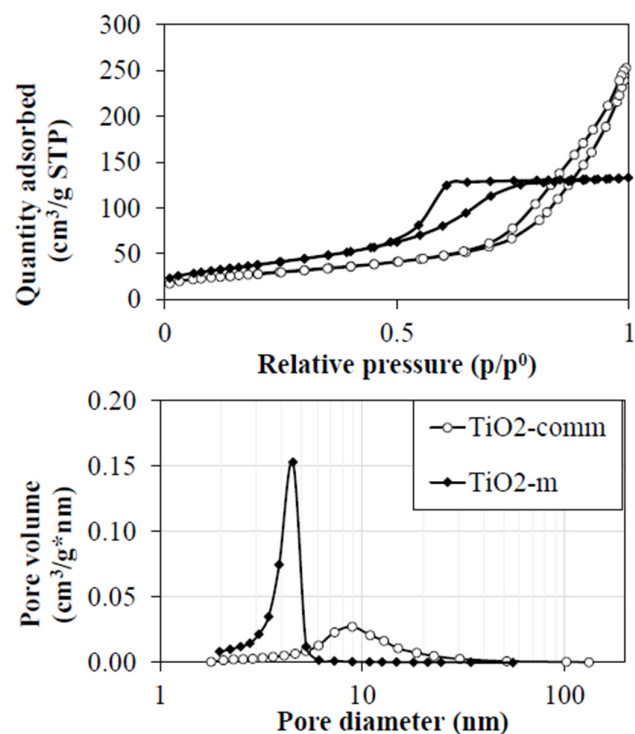 300
250
200
150
100
50
0
Quantity adsorbed
(cm³/g STP)
0
0.5
1
Relative pressure (p/p⁰)
0.20
0.15
0.10
0.05
0.00
Pore volume
(cm³/g*nm)
TiO2-comm
TiO2-m
1
10
100
Pore diameter (nm)